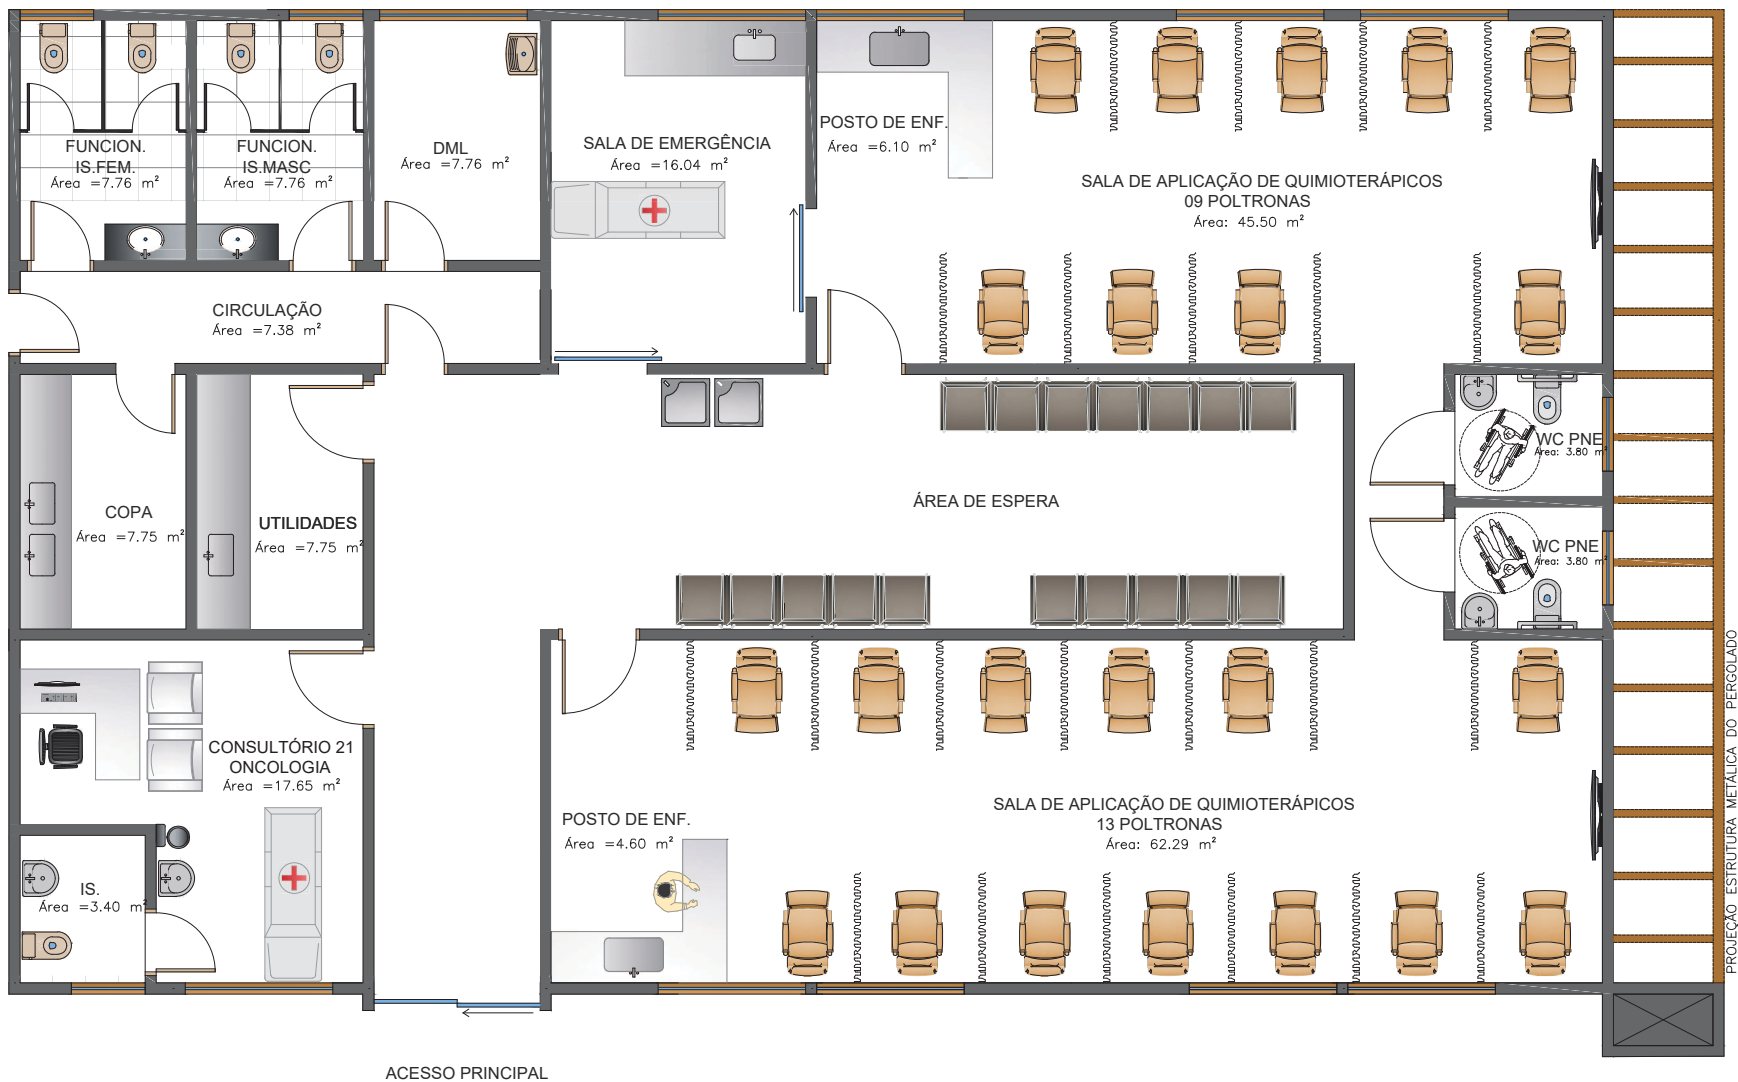 FUNCION.
IS.FEM.
Área =7.76 m²
FUNCION.
IS.MASC
Área =7.76 m²
DML
Área =7.76 m²
SALA DE EMERGÊNCIA
Área =16.04 m²
POSTO DE ENF.
Área =6.10 m²
SALA DE APLICAÇÃO DE QUIMIOTERÁPICOS
09 POLTRONAS
Área: 45.50 m²
CIRCULAÇÃO
Área =7.38 m²
COPA
Área =7.75 m²
UTILIDADES
Área =7.75 m²
ÁREA DE ESPERA
WC PNE
Área: 3.80 m²
WC PNE
Área: 3.80 m²
CONSULTÓRIO 21
ONCOLOGIA
Área =17.65 m²
IS.
Área =3.40 m²
POSTO DE ENF.
Área =4.60 m²
SALA DE APLICAÇÃO DE QUIMIOTERÁPICOS
13 POLTRONAS
Área: 62.29 m²
PROJEÇÃO ESTRUTURA METÁLICA DO PERGOLADO
ACESSO PRINCIPAL